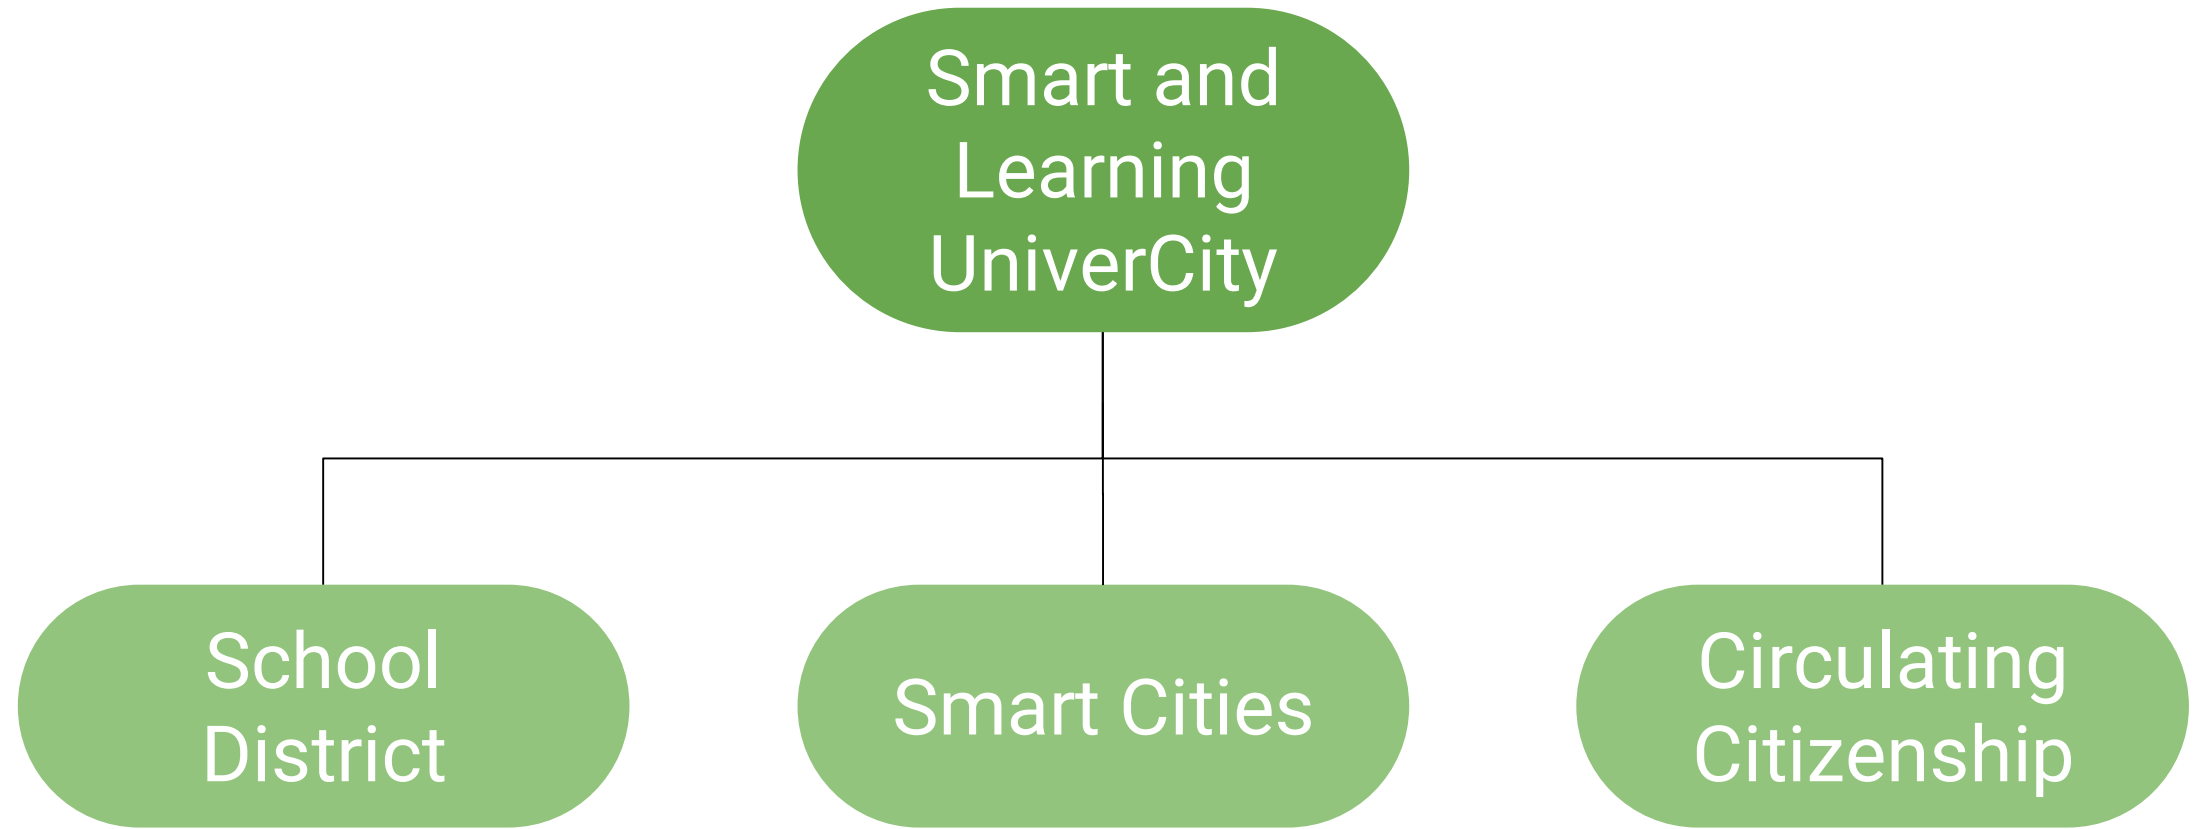 Smart and
Learning
UniverCity
School
District
Smart Cities
Circulating
Citizenship